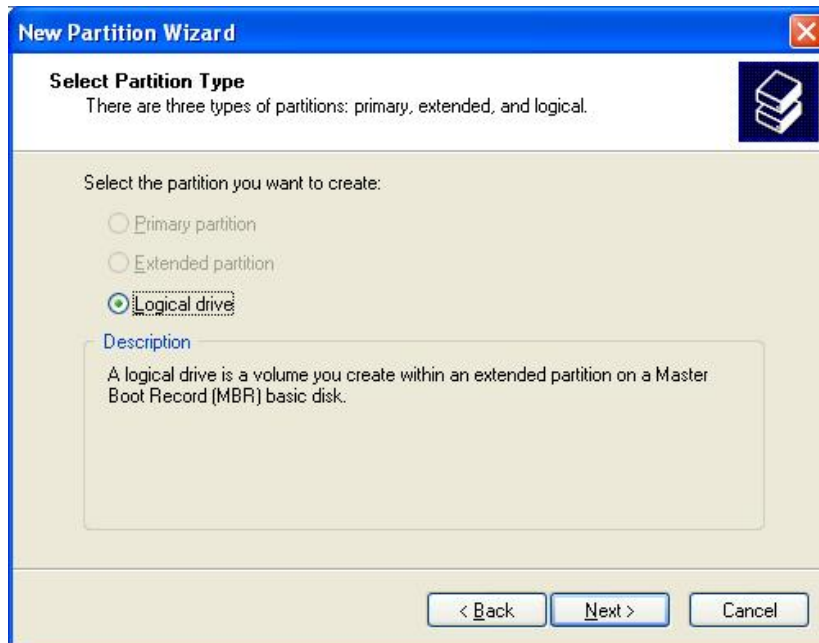 New Partition Wizard
Select Partition Type
There are three types of partitions: primary, extended, and logical.
Select the partition you want to create:
Primary partition
Extended partition
Logical drive
Description
A logical drive is a volume you create within an extended partition on a Master
Boot Record (MBR) basic disk.
< Back Next > Cancel